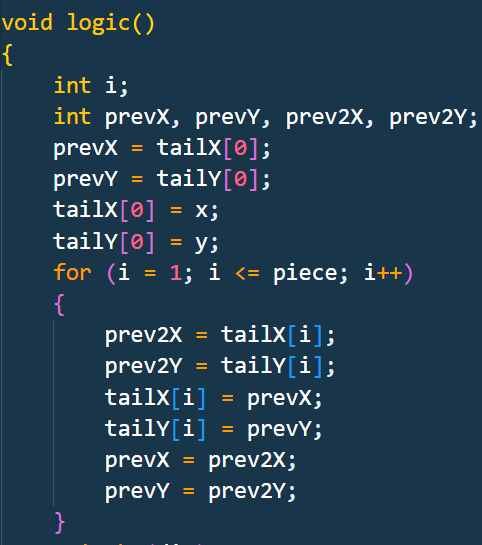 void logic()
{
int i;
int prevX, prevY, prev2X, prev2Y;
prevX = tailX[0];
prevY = tailY[0];
tailX[0] = x;
tailY[0] = y;
for (i = 1; i <= piece; i++)
{
prev2X = tailX[i];
prev2Y = tailY[i];
tailX[i] = prevX;
tailY[i] = prevY;
prevX = prev2X;
prevY = prev2Y;
}